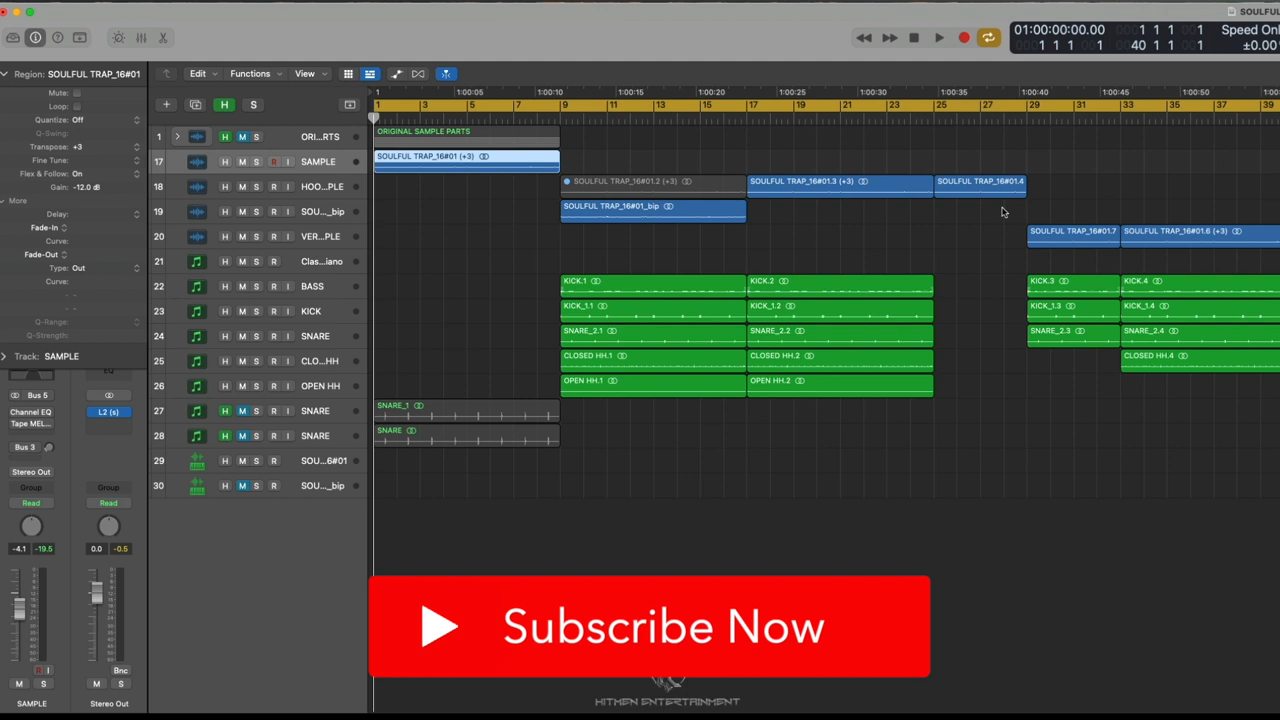 SOULFUL
01:00:00:00.00
1 1 1 1
0001 1 1 1
40 1 1 1
Speed Onl
±0.00
Region: SOULFUL TRAP_16#01
Edit
Functions
View
Mute:
Loop:
Quantize: Off
Q-Swing:
Transpose: +3
Fine Tune:
Flex & Follow: On
Gain: -12.0 dB
More
Delay:
Fade-In
Curve:
Fade-Out
Type: Out
Curve:
Q-Range:
Q-Strength:
Track: SAMPLE
H S
1 1:00:05 1:00:10 1:00:20 1:00:25 1:00:30 1:00:35 1:00:40 1:00:45 1:00:50
1 3 5 7 9 11 13 15 17 19 21 23 25 27 29 31 33 35 37 39
1 H M S ORI...RTS
ORIGINAL SAMPLE PARTS
17 H M S R I SAMPLE
SOULFUL TRAP_16#01 (+3)
18 H M S R I HOO...PLE
SOULFUL TRAP_16#01.2 (+3)
SOULFUL TRAP_16#01.3 (+3)
SOULFUL TRAP_16#01.4
19 H M S R I SOU..._bip
SOULFUL TRAP_16#01_bip
20 H M S R I VER...PLE
SOULFUL TRAP_16#01.7
SOULFUL TRAP_16#01.6 (+3)
21 H M S R Clas...iano
22 H M S R I BASS
KICK.1 KICK.2 KICK.3 KICK.4
23 H M S R I KICK
KICK_1.1 KICK_1.2 KICK_1.3 KICK_1.4
24 H M S R I SNARE
SNARE_2.1 SNARE_2.2 SNARE_2.3 SNARE_2.4
25 H M S R I CLO...HH
CLOSED HH.1 CLOSED HH.2 CLOSED HH.4
26 H M S R I OPEN HH
OPEN HH.1 OPEN HH.2
27 H M S R I SNARE
SNARE_1
28 H M S R I SNARE
SNARE
29 H M S R SOU...6#01
30 H M S R SOU..._bip
EQ
Bus 5
Channel EQ
Tape MEL...
L2 (s)
Bus 3
Stereo Out
Group Group
Read Read
-4.1 -19.5 0.0 -0.5
R I Bnc
M S M S
SAMPLE Stereo Out
Subscribe Now
HITMEN ENTERTAINMENT